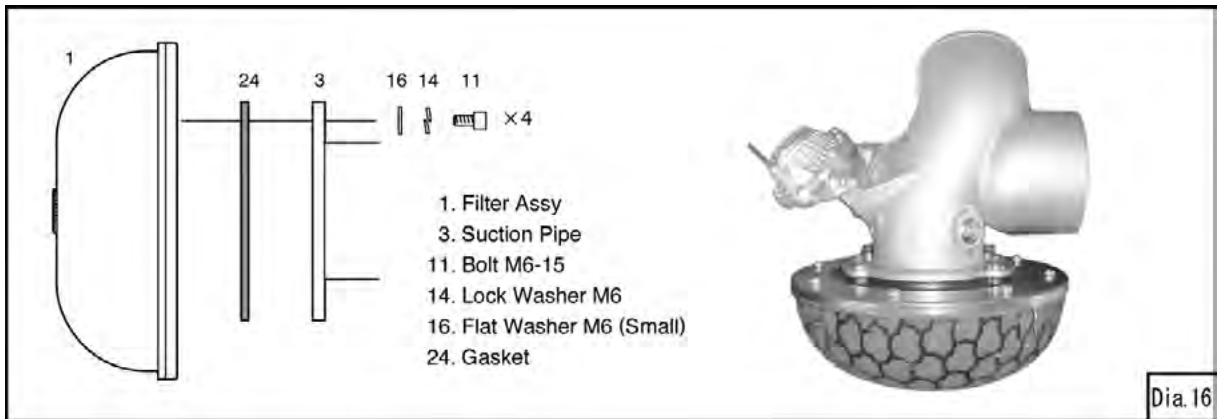 1
24 3 16 14 11
×4
1. Filter Assy
3. Suction Pipe
11. Bolt M6-15
14. Lock Washer M6
16. Flat Washer M6 (Small)
24. Gasket
Dia.16